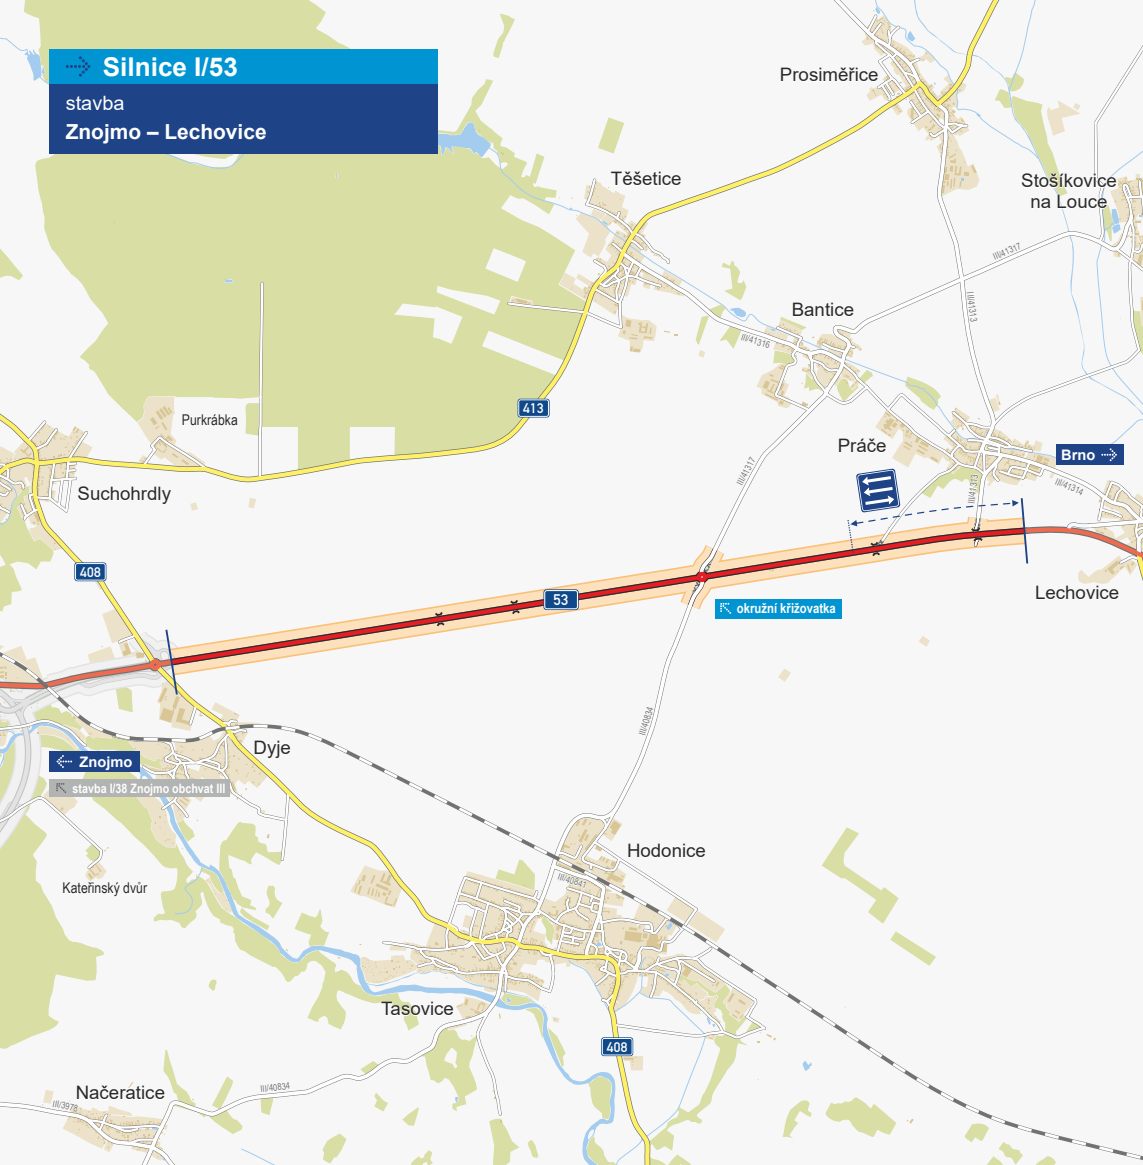 Silnice I/53
stavba
Znojmo – Lechovice
Prosiměřice
Těšetice
Stošíkovice
na Louce
III/41317
Bantice
III/41313
III/41316
413
Purkrábka
Práče
Brno
Suchohrdly
III/41317
III/41313
III/41314
408
53
okružní křižovatka
Lechovice
III/40834
Dyje
Znojmo
stavba I/38 Znojmo obchvat III
Hodonice
Kateřinský dvůr
III/40841
Tasovice
408
Načeratice
III/40834
III/3978